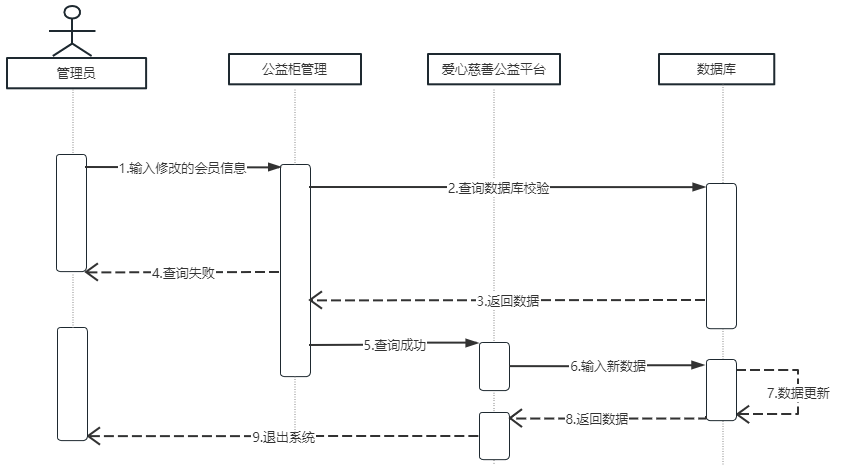 管理员
公益柜管理
爱心慈善公益平台
数据库
1.输入修改的会员信息
2.查询数据库校验
4.查询失败
3.返回数据
5.查询成功
6.输入新数据
7.数据更新
8.返回数据
9.退出系统